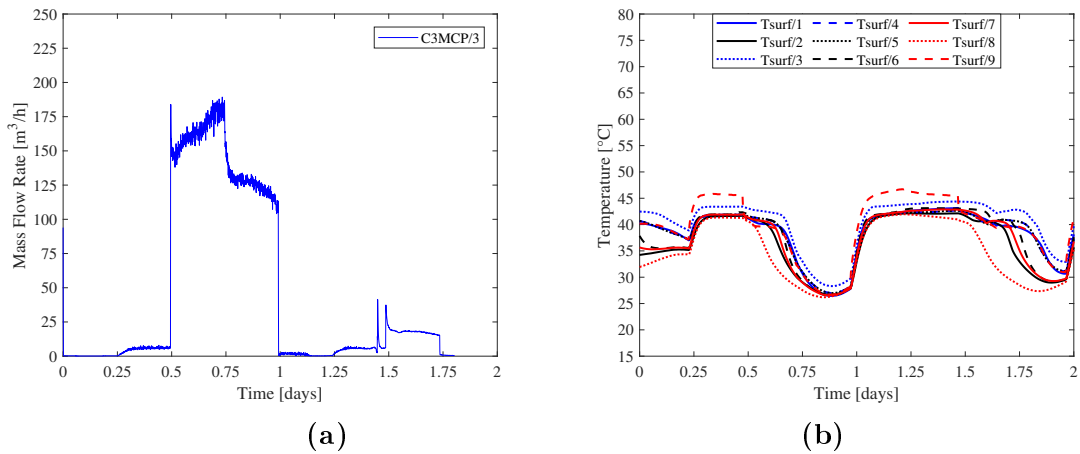 250
225
200
175
150
125
100
75
50
25
0
Mass Flow Rate [m³/h]
C3MCP/3
0 0.25 0.5 0.75 1 1.25 1.5 1.75 2
Time [days]
(a)
80
75
70
65
60
55
50
45
40
35
30
25
20
15
Temperature [°C]
Tsurf/1 Tsurf/4 Tsurf/7
Tsurf/2 Tsurf/5 Tsurf/8
Tsurf/3 Tsurf/6 Tsurf/9
0 0.25 0.5 0.75 1 1.25 1.5 1.75 2
Time [days]
(b)